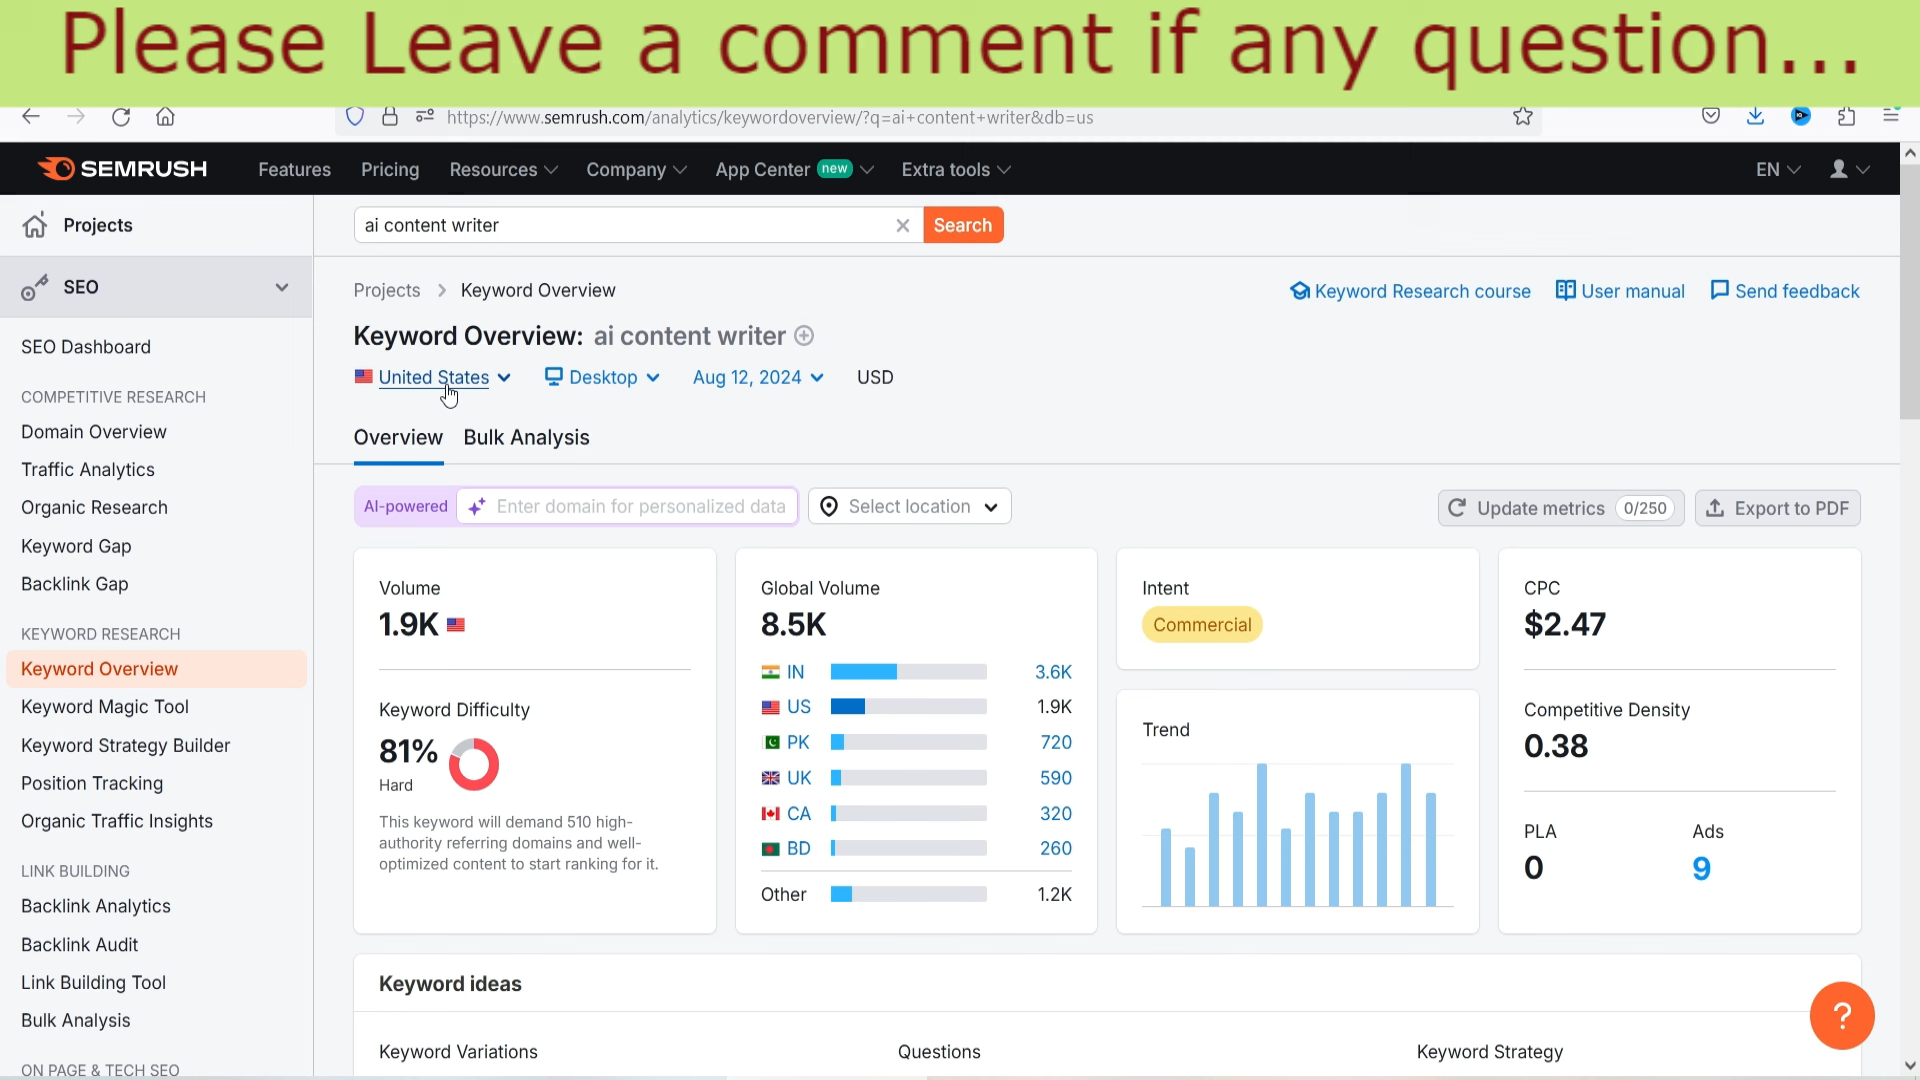 Please Leave a comment if any question...
https://www.semrush.com/analytics/keywordoverview/?q=ai+content+writer&db=us
SEMRUSH Features Pricing Resources Company App Center new Extra tools EN
Projects
ai content writer Search
SEO
Projects > Keyword Overview
Keyword Research course User manual Send feedback
Keyword Overview: ai content writer
United States Desktop Aug 12, 2024 USD
Overview Bulk Analysis
AI-powered Enter domain for personalized data Select location Update metrics 0/250 Export to PDF
SEO Dashboard
COMPETITIVE RESEARCH
Domain Overview
Traffic Analytics
Organic Research
Keyword Gap
Backlink Gap
KEYWORD RESEARCH
Keyword Overview
Keyword Magic Tool
Keyword Strategy Builder
Position Tracking
Organic Traffic Insights
LINK BUILDING
Backlink Analytics
Backlink Audit
Link Building Tool
Bulk Analysis
ON PAGE & TECH SEO
Volume
1.9K
Keyword Difficulty
81%
Hard
This keyword will demand 510 high-
authority referring domains and well-
optimized content to start ranking for it.
Global Volume
8.5K
IN 3.6K
US 1.9K
PK 720
UK 590
CA 320
BD 260
Other 1.2K
Intent
Commercial
Trend
CPC
$2.47
Competitive Density
0.38
PLA Ads
0 9
Keyword ideas
Keyword Variations Questions Keyword Strategy
?